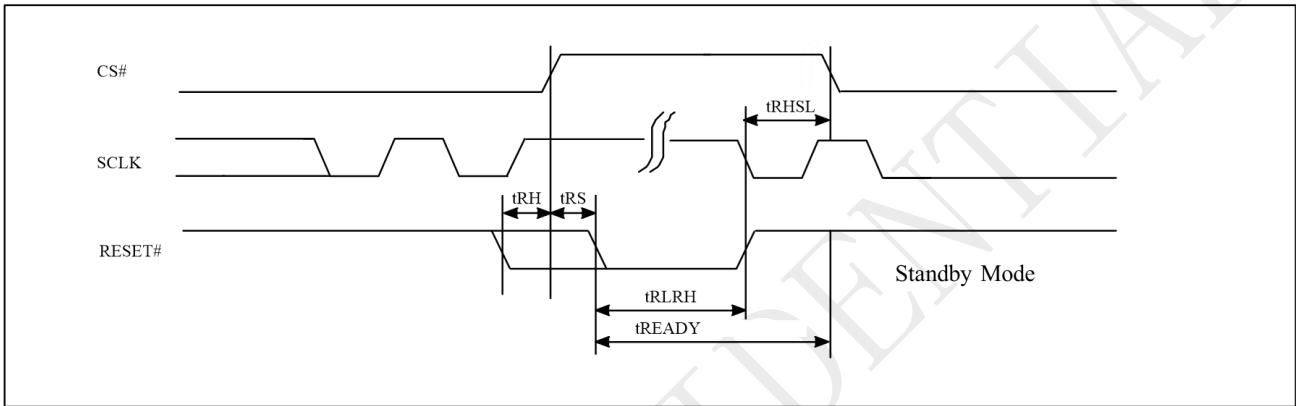 CS#
tRHSL
SCLK
tRH
tRS
RESET#
Standby Mode
tRLRH
tREADY